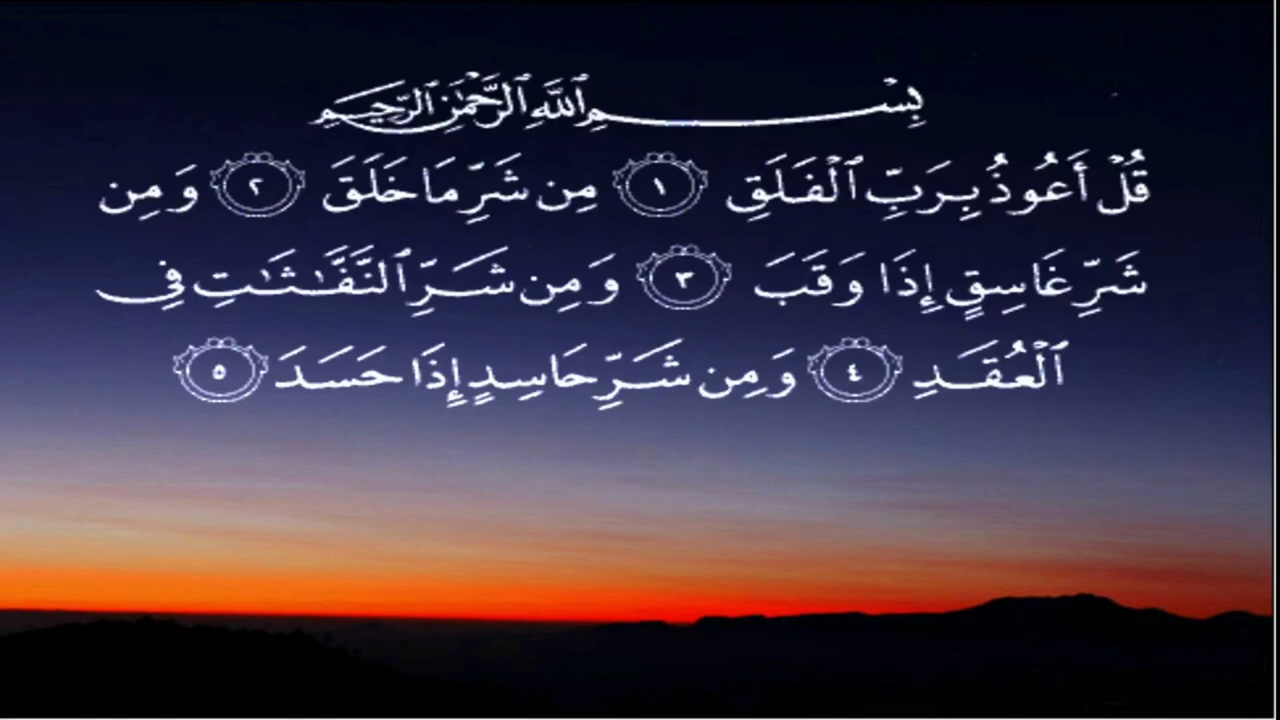 بِسْمِ ٱللَّهِ ٱلرَّحْمَٰنِ ٱلرَّحِيمِ
قُلْ أَعُوذُ بِرَبِّ ٱلْفَلَقِ ١ مِن شَرِّ مَا خَلَقَ ٢ وَمِن
شَرِّ غَاسِقٍ إِذَا وَقَبَ ٣ وَمِن شَرِّ ٱلنَّفَّٰثَٰتِ فِى
ٱلْعُقَدِ ٤ وَمِن شَرِّ حَاسِدٍ إِذَا حَسَدَ ٥